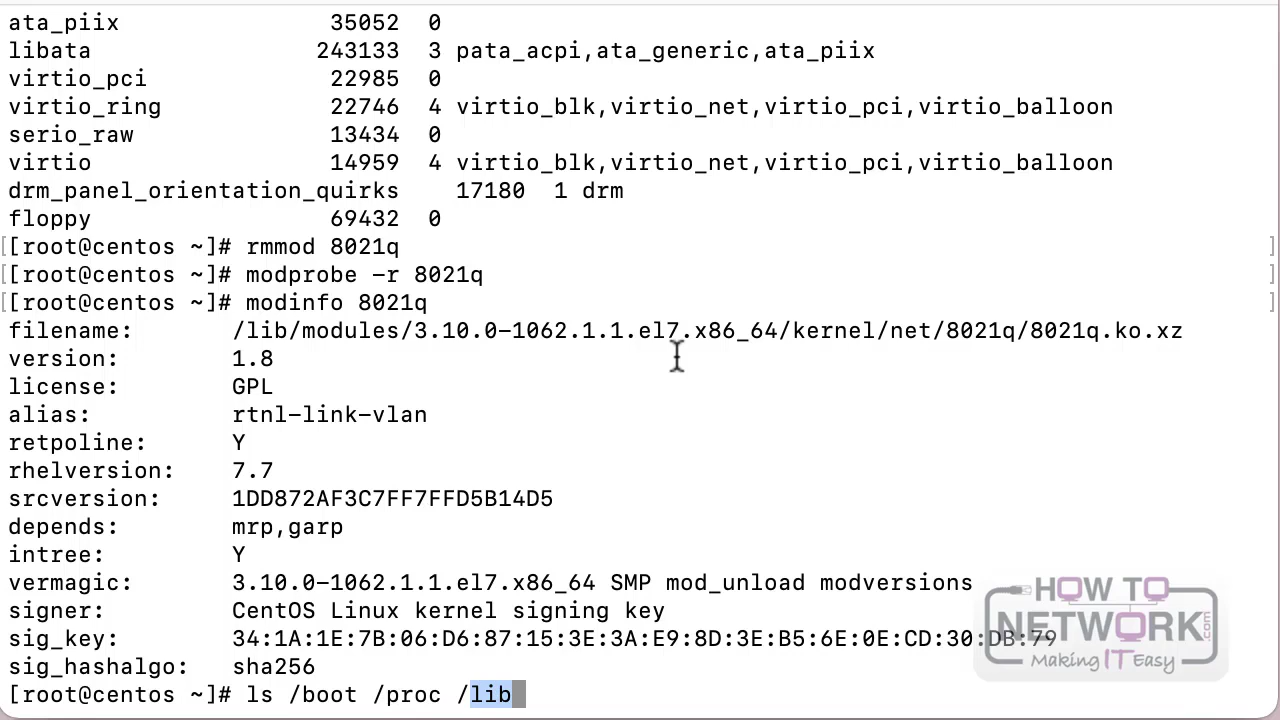 ata_piix 35052 0
libata 243133 3 pata_acpi,ata_generic,ata_piix
virtio_pci 22985 0
virtio_ring 22746 4 virtio_blk,virtio_net,virtio_pci,virtio_balloon
serio_raw 13434 0
virtio 14959 4 virtio_blk,virtio_net,virtio_pci,virtio_balloon
drm_panel_orientation_quirks 17180 1 drm
floppy 69432 0
[[root@centos ~]# rmmod 8021q ]
[[root@centos ~]# modprobe -r 8021q ]
[[root@centos ~]# modinfo 8021q ]
filename: /lib/modules/3.10.0-1062.1.1.el7.x86_64/kernel/net/8021q/8021q.ko.xz
version: 1.8
license: GPL
alias: rtnl-link-vlan
retpoline: Y
rhelversion: 7.7
srcversion: 1DD872AF3C7FF7FFD5B14D5
depends: mrp,garp
intree: Y
vermagic: 3.10.0-1062.1.1.el7.x86_64 SMP mod_unload modversions
signer: CentOS Linux kernel signing key
sig_key: 34:1A:1E:7B:06:D6:87:15:3E:3A:E9:8D:3E:B5:6E:0E:CD:30:DB:79
sig_hashalgo: sha256
[root@centos ~]# ls /boot /proc /lib
HOW TO
NETWORK.com
Making IT Easy